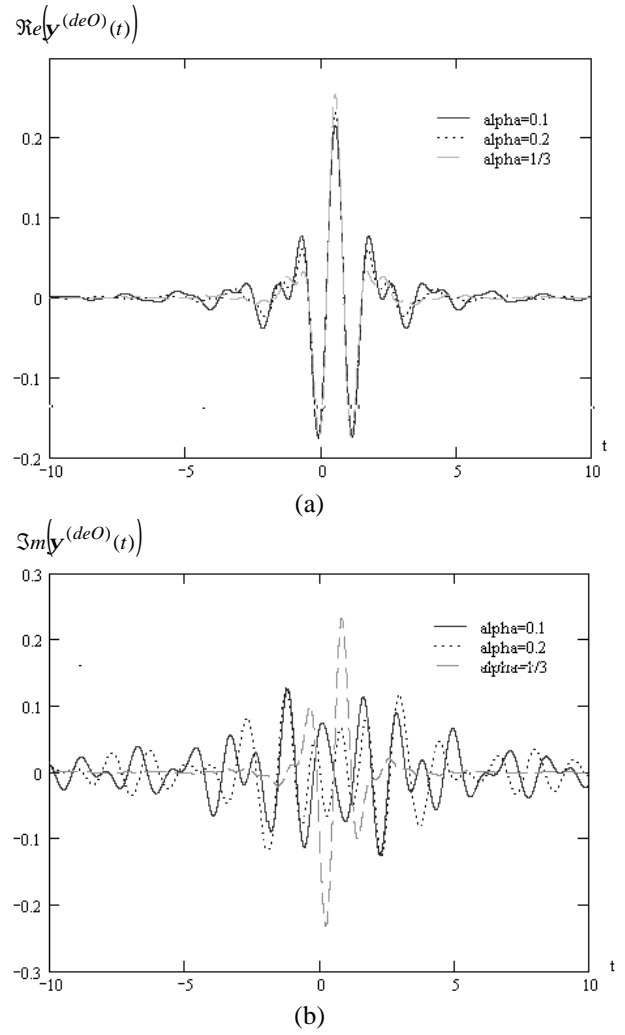 ℜe(y^(deO)(t))
0.2
0.1
0
−0.1
−0.2
alpha=0.1
alpha=0.2
alpha=1/3
−10 −5 0 5 10
t
(a)
ℑm(y^(deO)(t))
0.3
0.2
0.1
0
−0.1
−0.2
−0.3
alpha=0.1
alpha=0.2
alpha=1/3
−10 −5 0 5 10
t
(b)